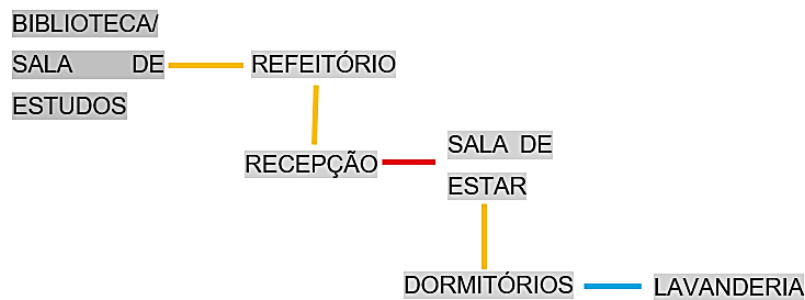 BIBLIOTECA/
SALA DE
ESTUDOS
REFEITÓRIO
RECEPÇÃO
SALA DE
ESTAR
DORMITÓRIOS
LAVANDERIA